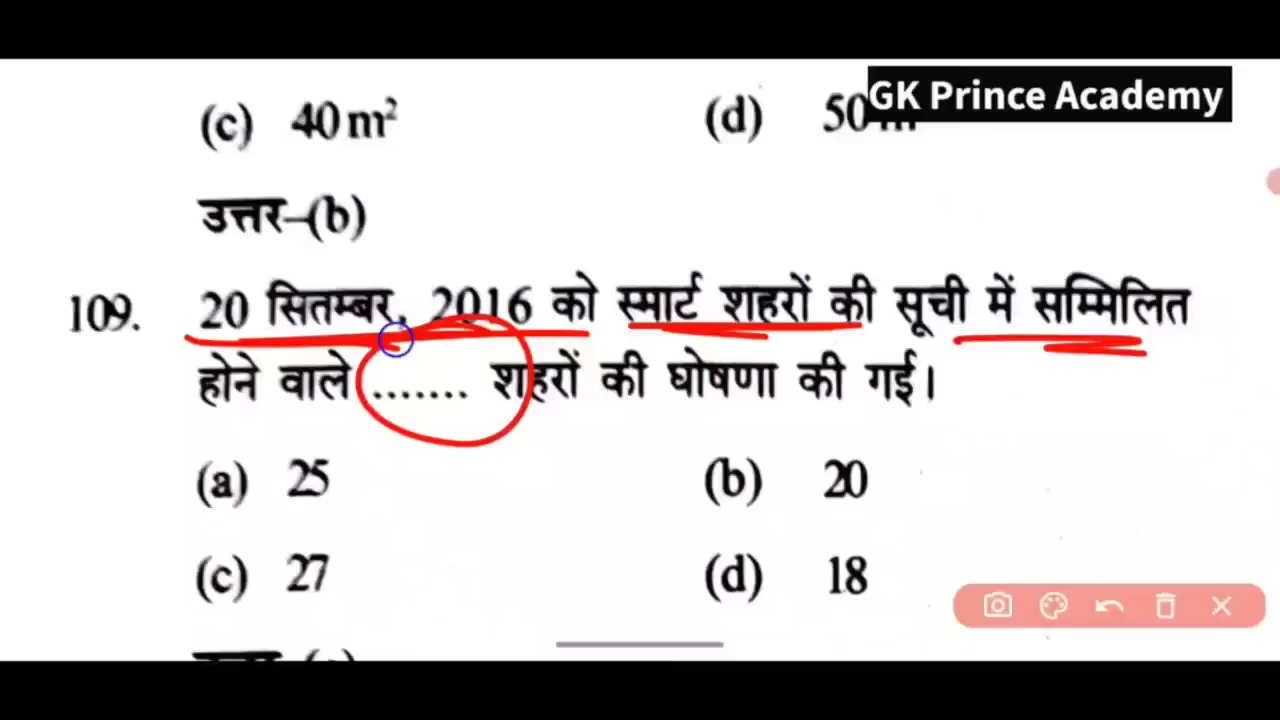 GK Prince Academy
(c) 40 m² (d) 50
उत्तर–(b)
109. 20 सितम्बर, 2016 को स्मार्ट शहरों की सूची में सम्मिलित
होने वाले ....... शहरों की घोषणा की गई।
(a) 25 (b) 20
(c) 27 (d) 18